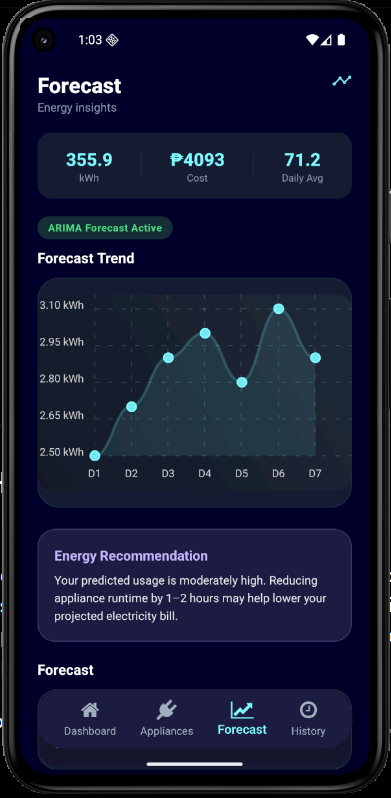 1:03
Forecast
Energy insights
355.9 ₱4093 71.2
kWh Cost Daily Avg
ARIMA Forecast Active
Forecast Trend
3.10 kWh
2.95 kWh
2.80 kWh
2.65 kWh
2.50 kWh
D1 D2 D3 D4 D5 D6 D7
Energy Recommendation
Your predicted usage is moderately high. Reducing
appliance runtime by 1–2 hours may help lower your
projected electricity bill.
Forecast
Dashboard Appliances Forecast History